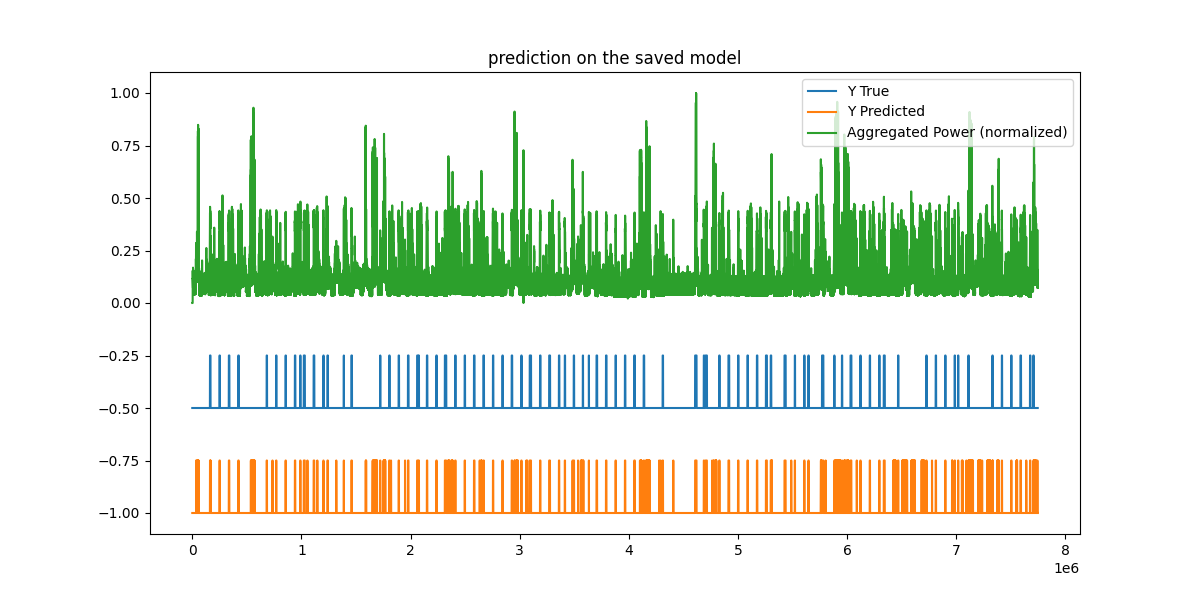 prediction on the saved model
Y True
Y Predicted
Aggregated Power (normalized)
1.00
0.75
0.50
0.25
0.00
−0.25
−0.50
−0.75
−1.00
0 1 2 3 4 5 6 7 8
1e6